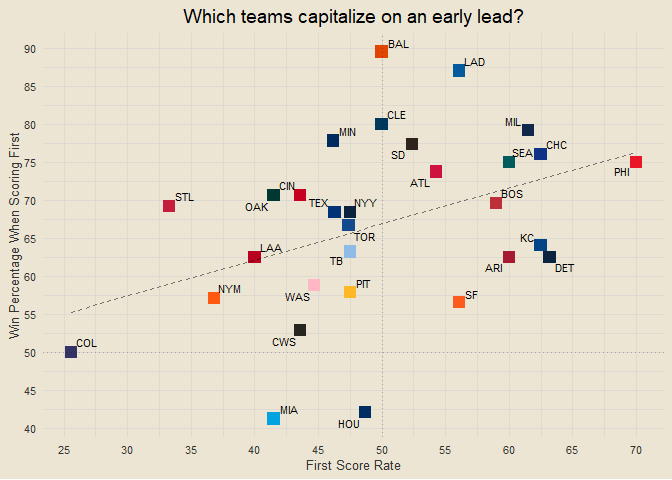 Which teams capitalize on an early lead?
Win Percentage When Scoring First
90
85
80
75
70
65
60
55
50
45
40
BAL
LAD
CLE
MIN
MIL
SD
SEA
CHC
ATL
PHI
STL
CIN
OAK
TEX
NYY
BOS
TOR
LAA
TB
KC
ARI
DET
NYM
WAS
PIT
SF
CWS
COL
MIA
HOU
25
30
35
40
45
50
55
60
65
70
First Score Rate